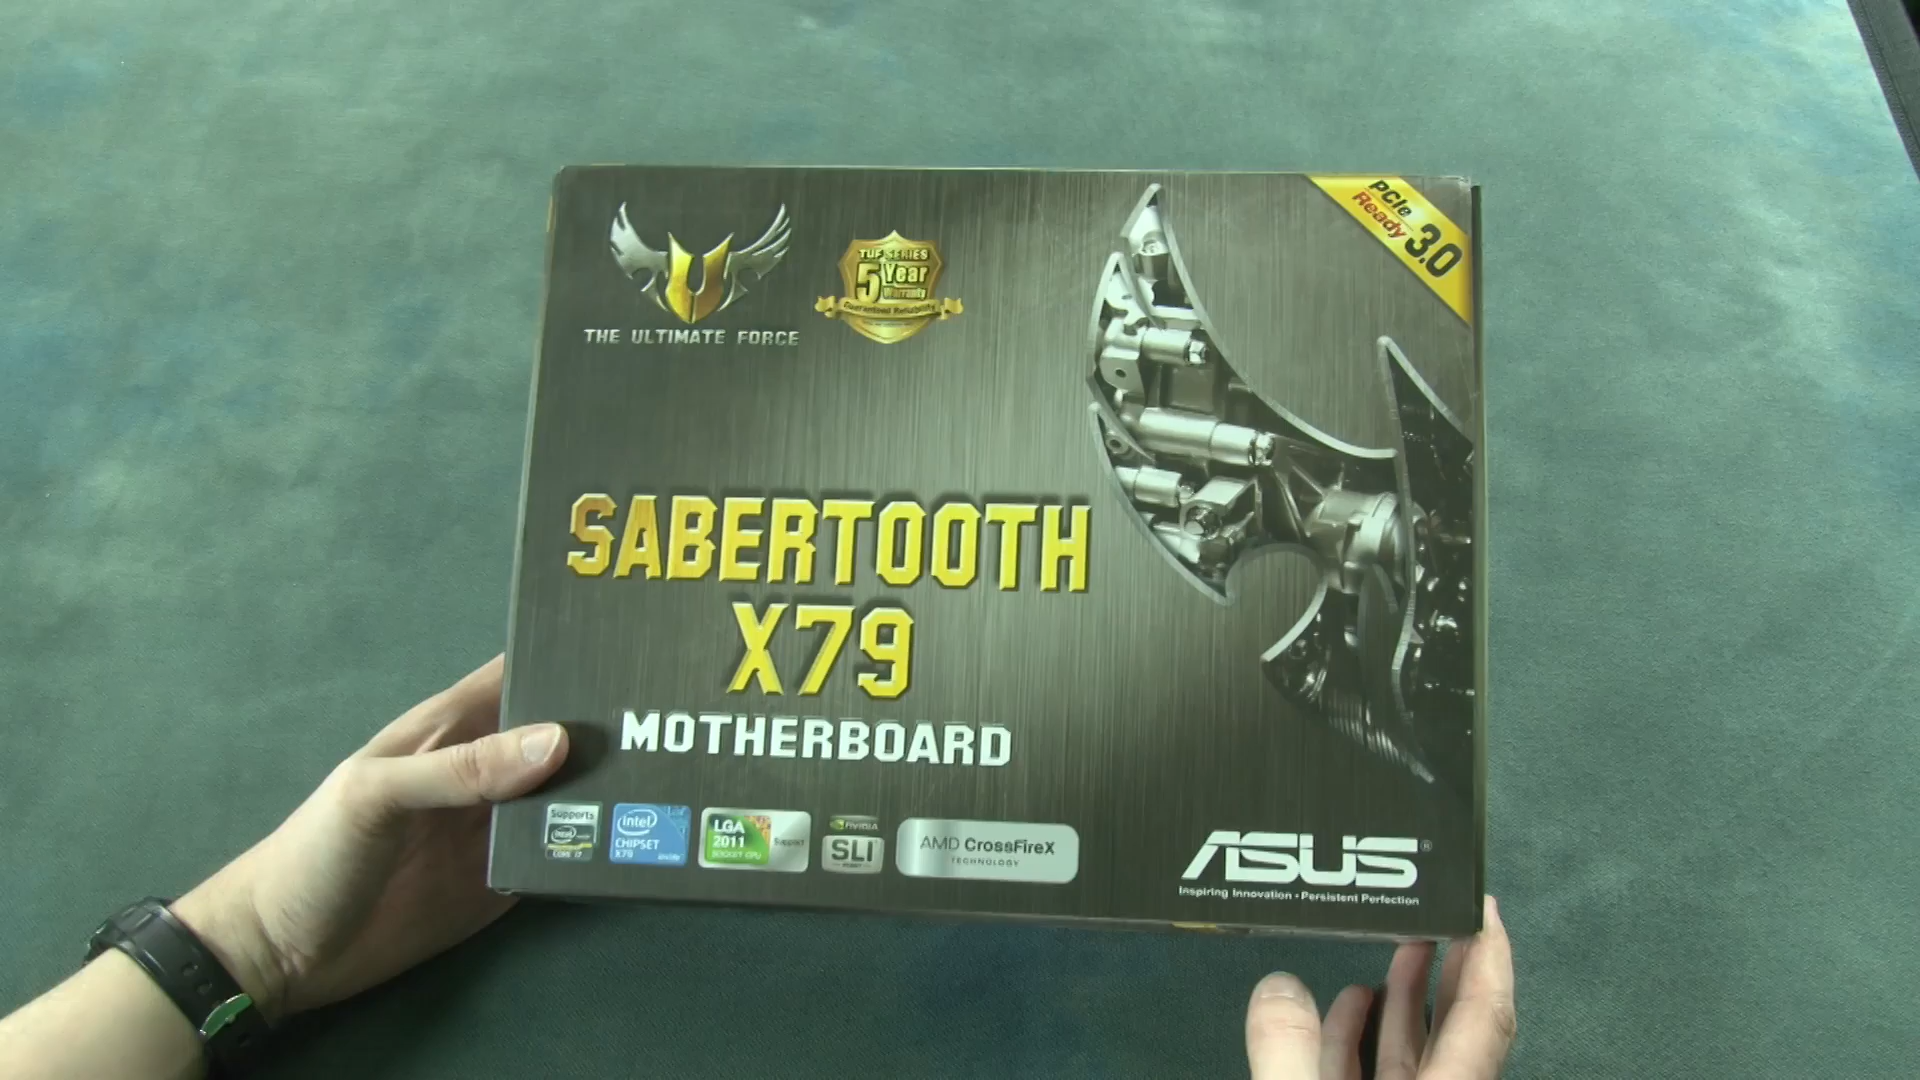 THE ULTIMATE FORCE
TUF SERIES
5 Year
Warranty
Guaranteed Reliability
PCIe
Ready 3.0
SABERTOOTH
X79
MOTHERBOARD
Supports
intel
CORE i7
intel
CHIPSET
X79
inside
LGA
2011
SOCKET CPU
Support
NVIDIA
SLI
AMD CrossFireX
TECHNOLOGY
ASUS®
Inspiring Innovation • Persistent Perfection